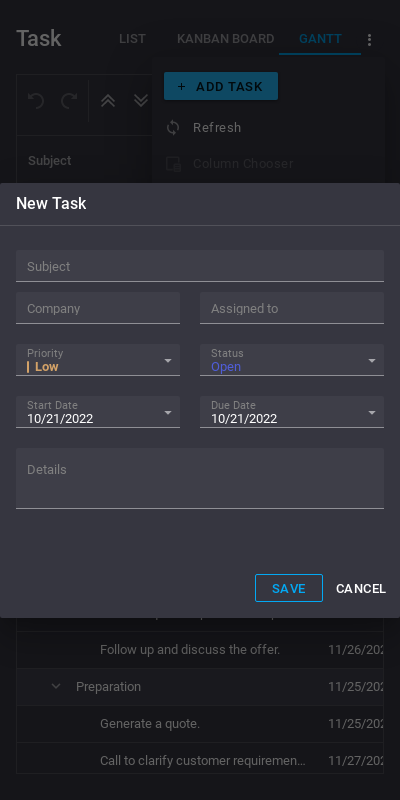 Task
LIST
KANBAN BOARD
GANTT
ADD TASK
Refresh
Subject
Column Chooser
New Task
Subject
Company
Assigned to
Priority
Low
Status
Open
Start Date
10/21/2022
Due Date
10/21/2022
Details
SAVE
CANCEL
Follow up and discuss the offer.
11/26/202
Preparation
11/25/202
Generate a quote.
11/25/202
Call to clarify customer requiremen...
11/27/202